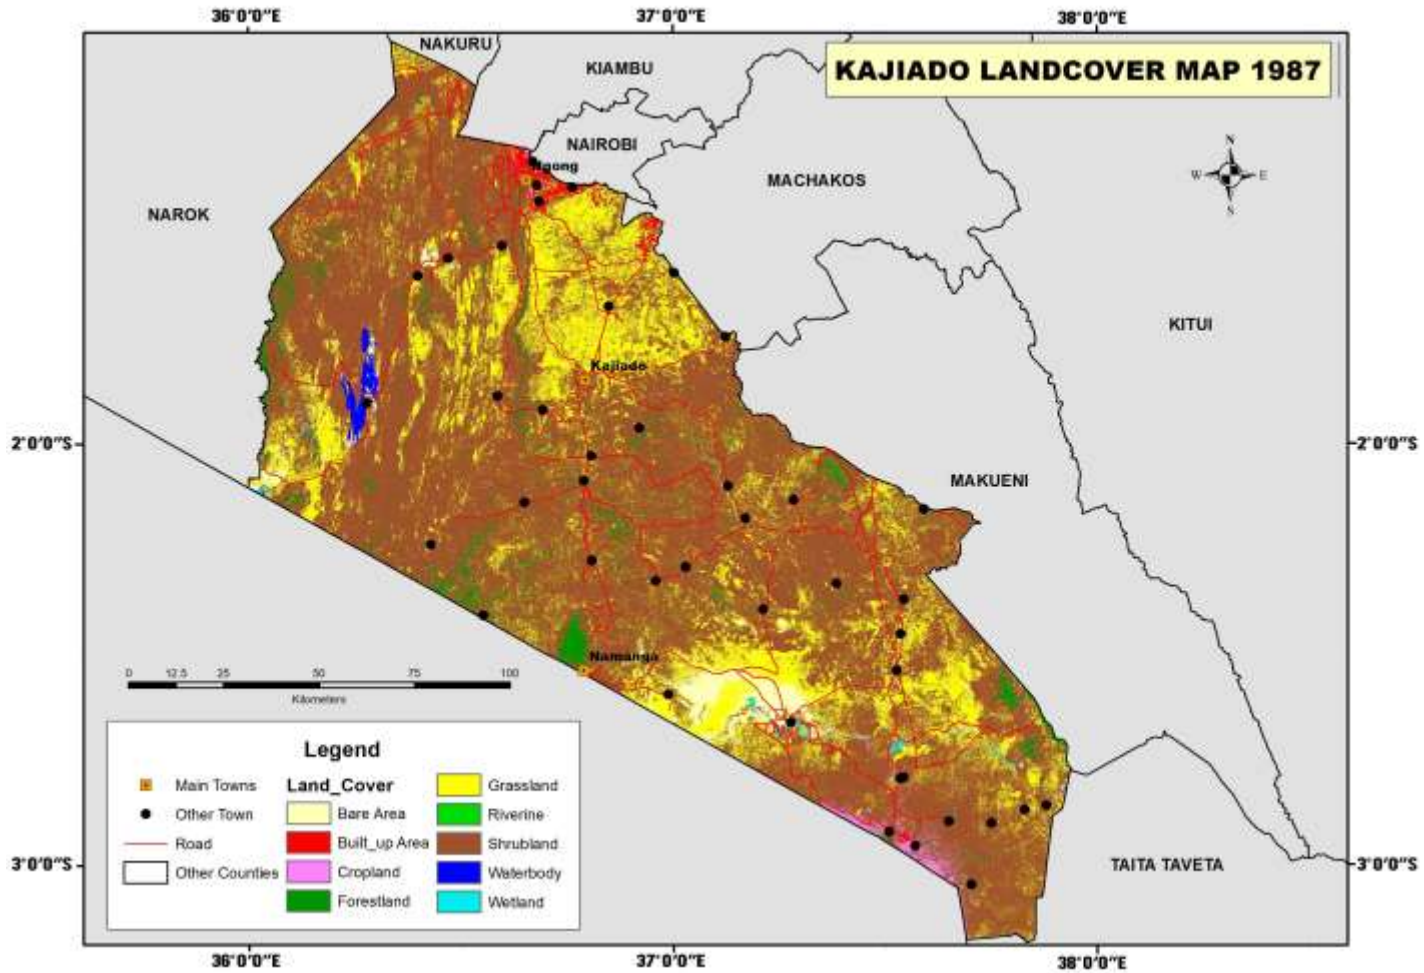 36°0'0"E 37°0'0"E 38°0'0"E
NAKURU
KIAMBU
KAJIADO LANDCOVER MAP 1987
NAIROBI
Ngong
N
W E
S
MACHAKOS
NAROK
KITUI
Kajiado
2°0'0"S 2°0'0"S
MAKUENI
Namanga
0 12.5 25 50 75 100
Kilometers
Legend
Main Towns
Other Town
Road
Other Counties
Land_Cover
Bare Area
Built_up Area
Cropland
Forestland
Grassland
Riverine
Shrubland
Waterbody
Wetland
3°0'0"S 3°0'0"S
TAITA TAVETA
36°0'0"E 37°0'0"E 38°0'0"E